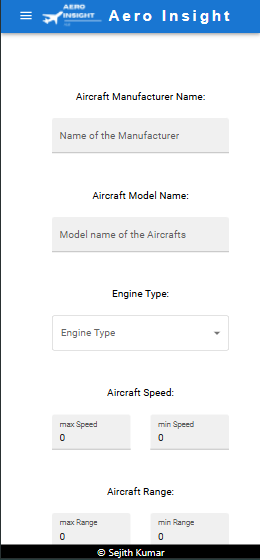 AERO
INSIGHT
Aero Insight
Aircraft Manufacturer Name:
Name of the Manufacturer
Aircraft Model Name:
Model name of the Aircrafts
Engine Type:
Engine Type
Aircraft Speed:
max Speed
0
min Speed
0
Aircraft Range:
max Range
0
min Range
0
© Sejith Kumar